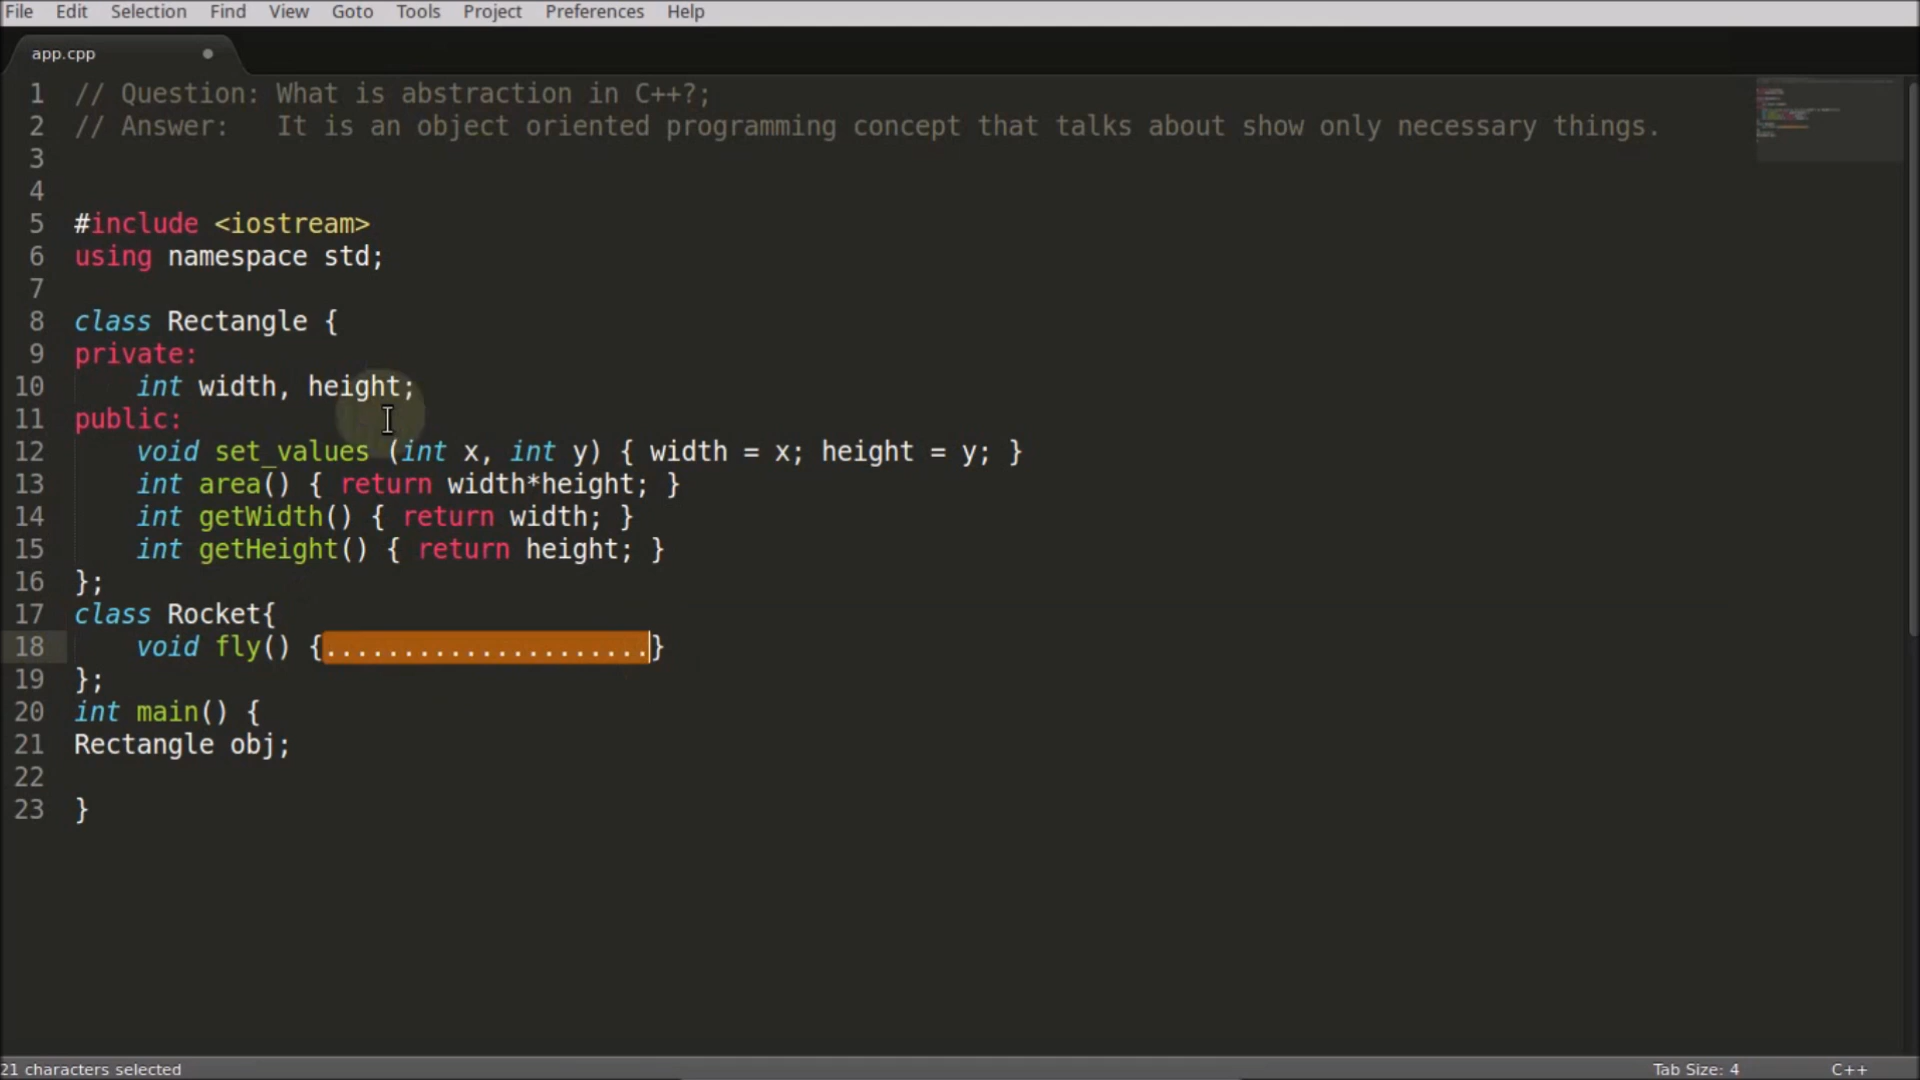 File Edit Selection Find View Goto Tools Project Preferences Help
app.cpp
1 // Question: What is abstraction in C++?;
2 // Answer:   It is an object oriented programming concept that talks about show only necessary things.
3
4
5 #include <iostream>
6 using namespace std;
7
8 class Rectangle {
9 private:
10     int width, height;
11 public:
12     void set_values (int x, int y) { width = x; height = y; }
13     int area() { return width*height; }
14     int getWidth() { return width; }
15     int getHeight() { return height; }
16 };
17 class Rocket{
18     void fly() {.....................}
19 };
20 int main() {
21 Rectangle obj;
22
23 }
21 characters selected Tab Size: 4 C++